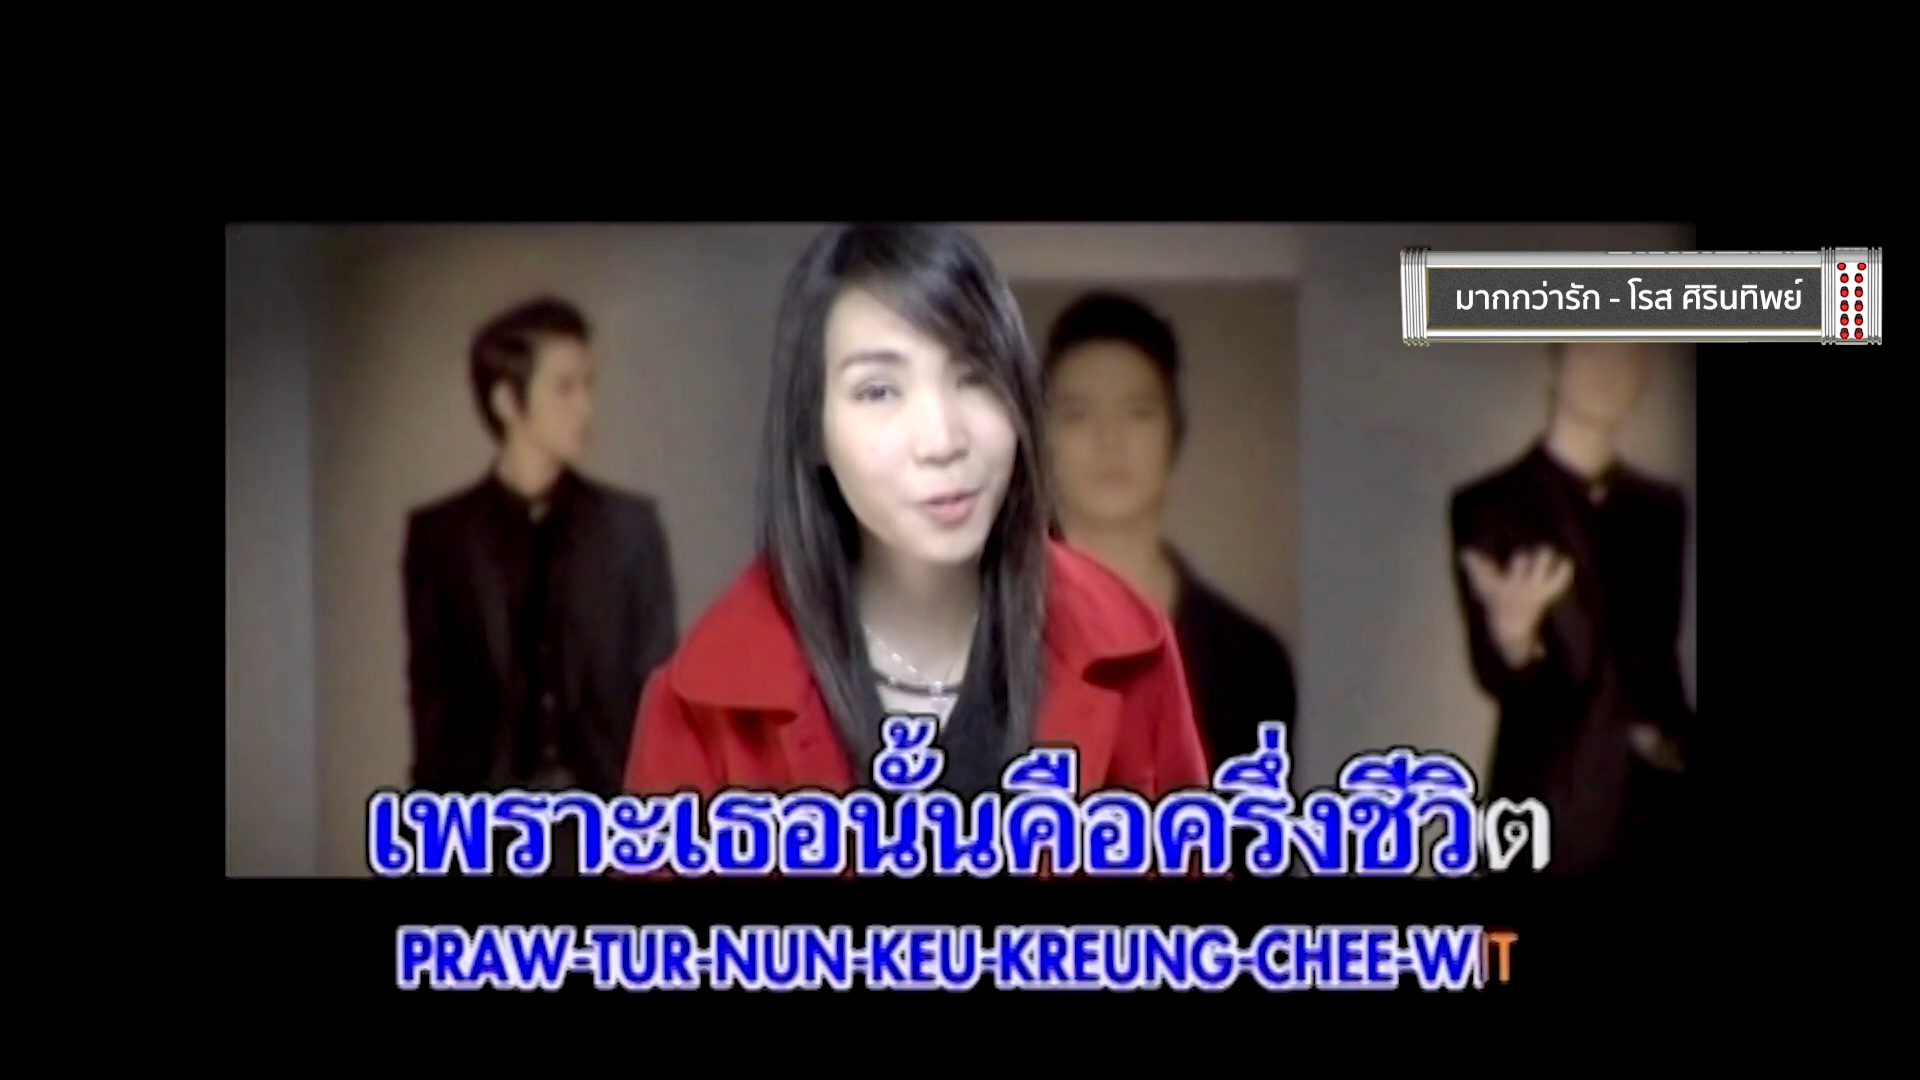 มากกว่ารัก - โรส ศิรินทิพย์
เพราะเธอนั้นคือครึ่งชีวิต
PRAW-TUR-NUN-KEU-KREUNG-CHEE-WIT